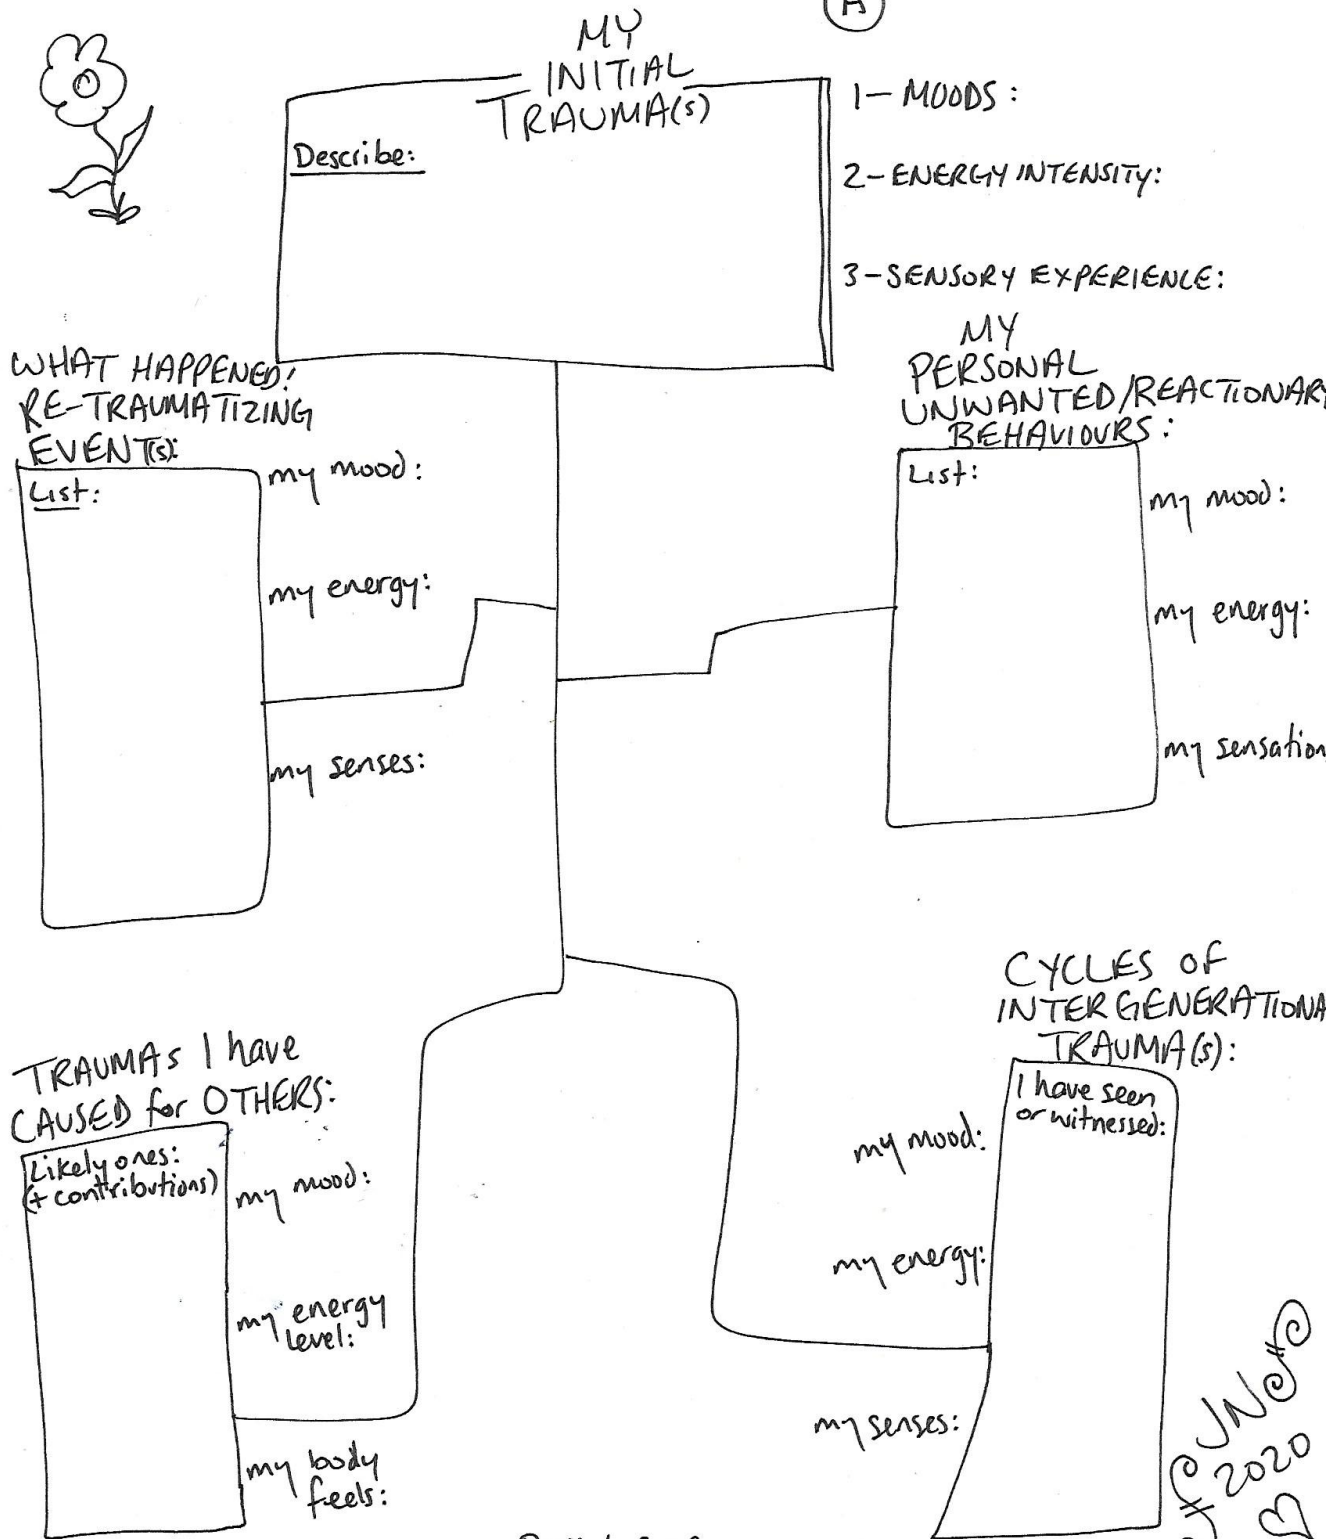 A
MY
INITIAL
TRAUMA(s)
Describe:
1- MOODS:
2- ENERGY INTENSITY:
3- SENSORY EXPERIENCE:
WHAT HAPPENED!
RE-TRAUMATIZING
EVENT(s):
List:
my mood:
my energy:
my senses:
MY
PERSONAL
UNWANTED/REACTIONARY
BEHAVIOURS:
List:
my mood:
my energy:
my sensation
TRAUMAs I have
CAUSED for OTHERS:
Likely ones:
(+ contributions)
my mood:
my energy
level:
my body
feels:
CYCLES OF
INTERGENERATIONA
TRAUMA(s):
I have seen
or witnessed:
my mood:
my energy:
my senses:
2020